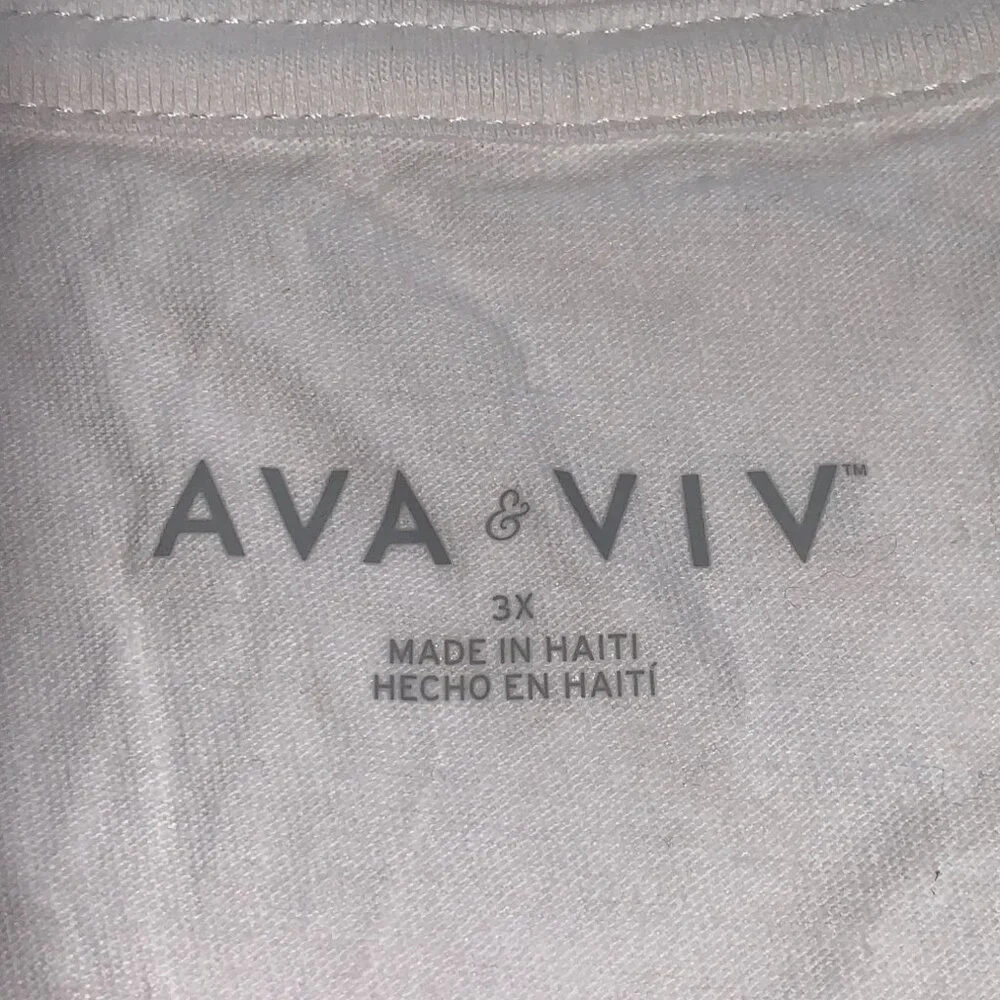 AVA & VIV™
3X
MADE IN HAITI
HECHO EN HAITÍ